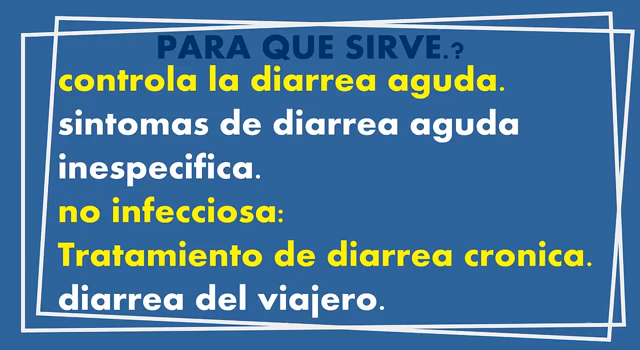 PARA QUE SIRVE.?
controla la diarrea aguda.
sintomas de diarrea aguda
inespecifica.
no infecciosa:
Tratamiento de diarrea cronica.
diarrea del viajero.